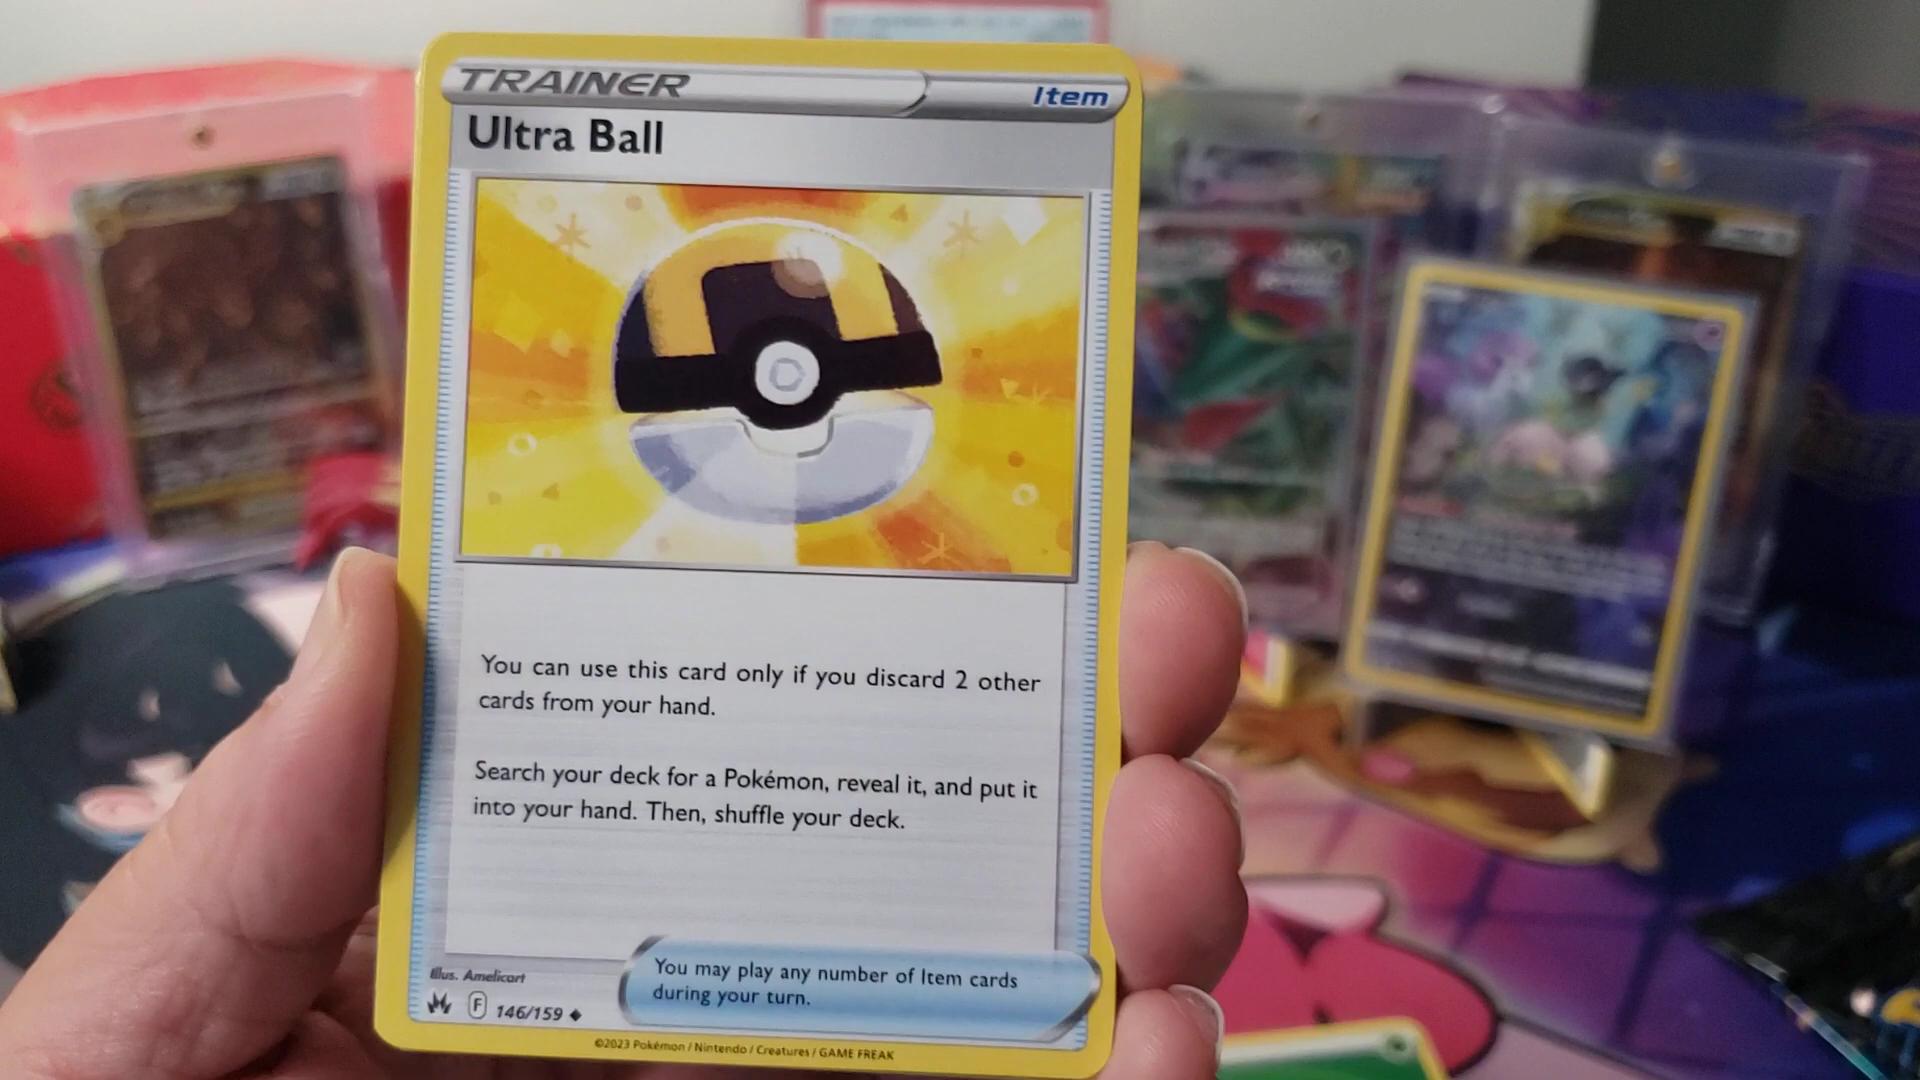 TRAINER
Item
Ultra Ball
You can use this card only if you discard 2 other
cards from your hand.
Search your deck for a Pokémon, reveal it, and put it
into your hand. Then, shuffle your deck.
You may play any number of Item cards
during your turn.
Illus. Amelicart
F 146/159
©2023 Pokémon / Nintendo / Creatures / GAME FREAK